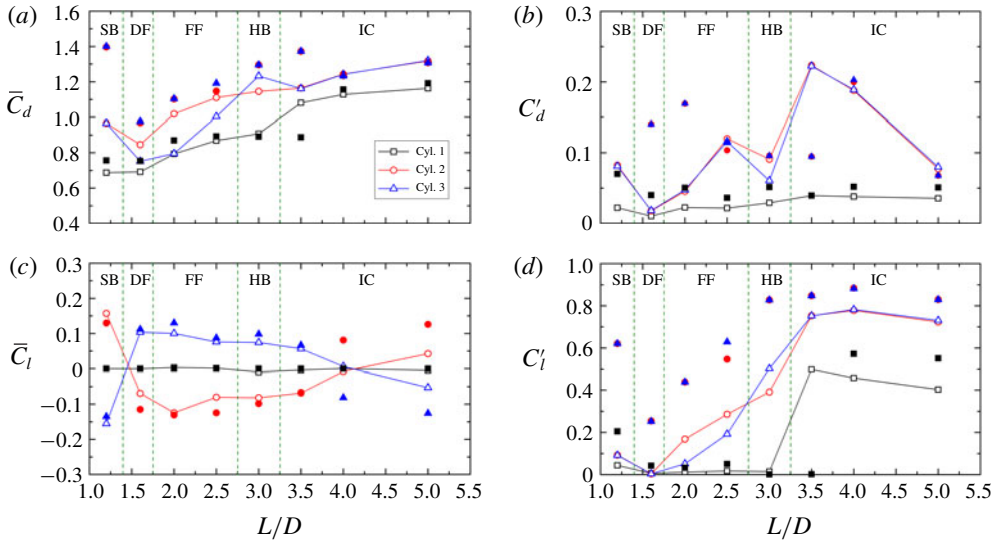 (a)
SB DF FF HB IC
1.6
1.4
1.2
1.0
0.8
0.6
0.4
C̄d
Cyl. 1
Cyl. 2
Cyl. 3
(b)
SB DF FF HB IC
0.3
0.2
0.1
0
C′d
(c)
SB DF FF HB IC
0.3
0.2
0.1
0
−0.1
−0.2
−0.3
C̄l
1.0 1.5 2.0 2.5 3.0 3.5 4.0 4.5 5.0 5.5
L/D
(d)
SB DF FF HB IC
1.0
0.8
0.6
0.4
0.2
0
C′l
1.0 1.5 2.0 2.5 3.0 3.5 4.0 4.5 5.0 5.5
L/D